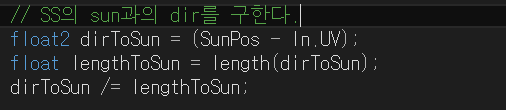 // SS의 sun과의 dir를 구한다.
float2 dirToSun = (SunPos - In.UV);
float lengthToSun = length(dirToSun);
dirToSun /= lengthToSun;